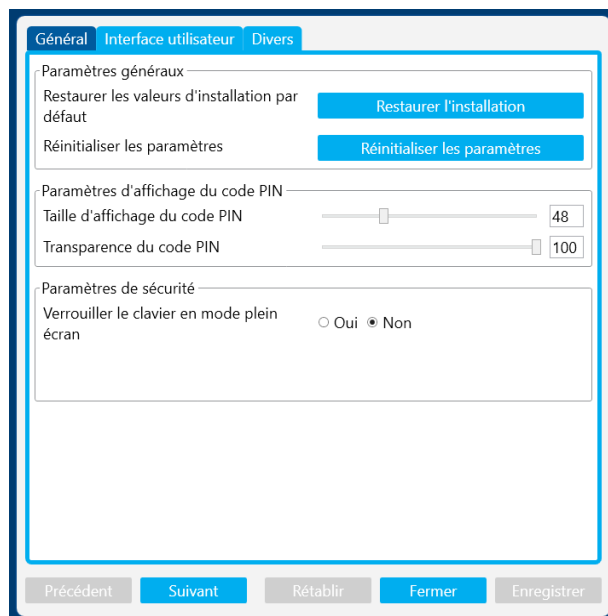 Général Interface utilisateur Divers
Paramètres généraux
Restaurer les valeurs d'installation par
défaut
Restaurer l'installation
Réinitialiser les paramètres
Réinitialiser les paramètres
Paramètres d'affichage du code PIN
Taille d'affichage du code PIN
48
Transparence du code PIN
100
Paramètres de sécurité
Verrouiller le clavier en mode plein
écran
Oui Non
Précédent Suivant Rétablir Fermer Enregistrer